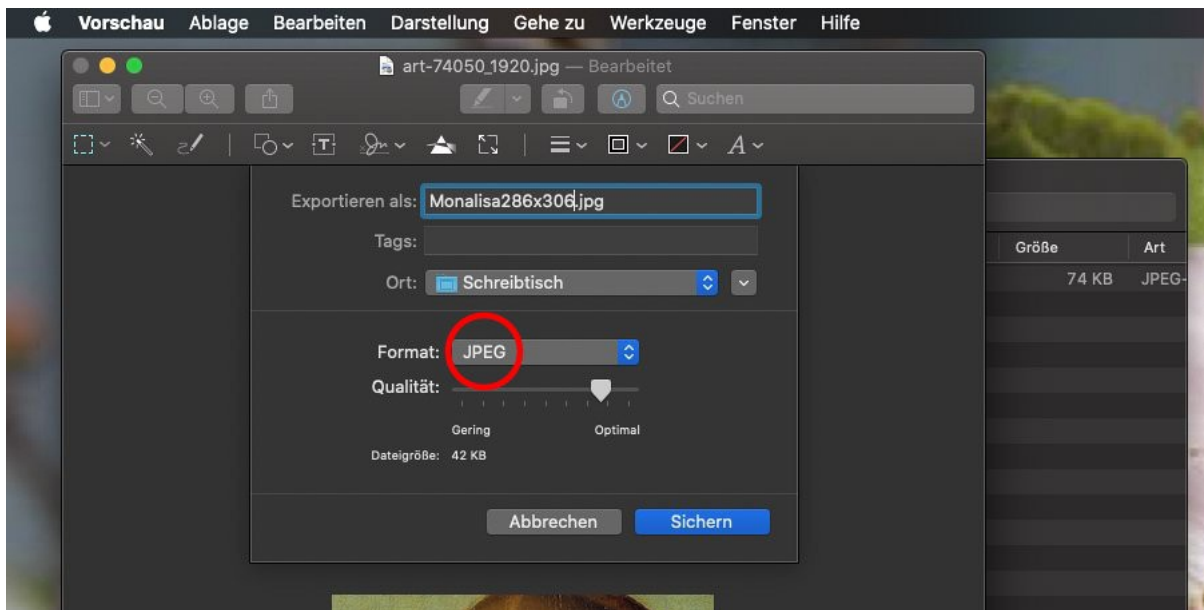 Vorschau Ablage Bearbeiten Darstellung Gehe zu Werkzeuge Fenster Hilfe
art-74050_1920.jpg — Bearbeitet
Suchen
Exportieren als: Monalisa286x306.jpg
Tags:
Ort: Schreibtisch
Format: JPEG
Qualität:
Gering Optimal
Dateigröße: 42 KB
Abbrechen Sichern
Größe Art
74 KB JPEG-